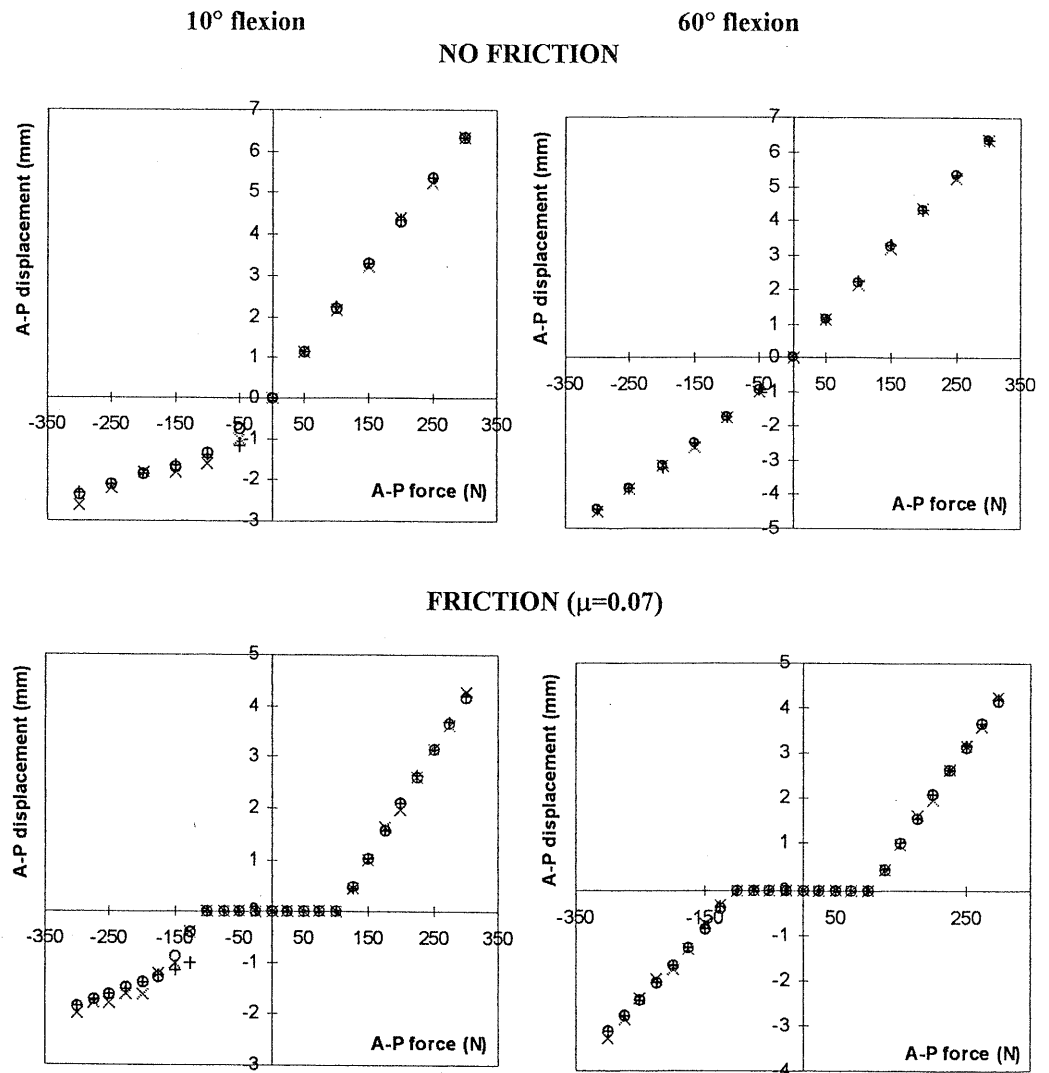 10° flexion
60° flexion
NO FRICTION
A-P displacement (mm)
7
6
5
4
3
2
1
0
-1
-2
-3
-350 -250 -150 -50 50 150 250 350
A-P force (N)
A-P displacement (mm)
7
6
5
4
3
2
1
0
-1
-2
-3
-4
-5
-350 -250 -150 -50 50 150 250 350
A-P force (N)
FRICTION (μ=0.07)
A-P displacement (mm)
5
4
3
2
1
0
-1
-2
-3
-350 -250 -150 -50 50 150 250 350
A-P force (N)
A-P displacement (mm)
5
4
3
2
1
0
-1
-2
-3
-4
-350 -150 50 250
A-P force (N)